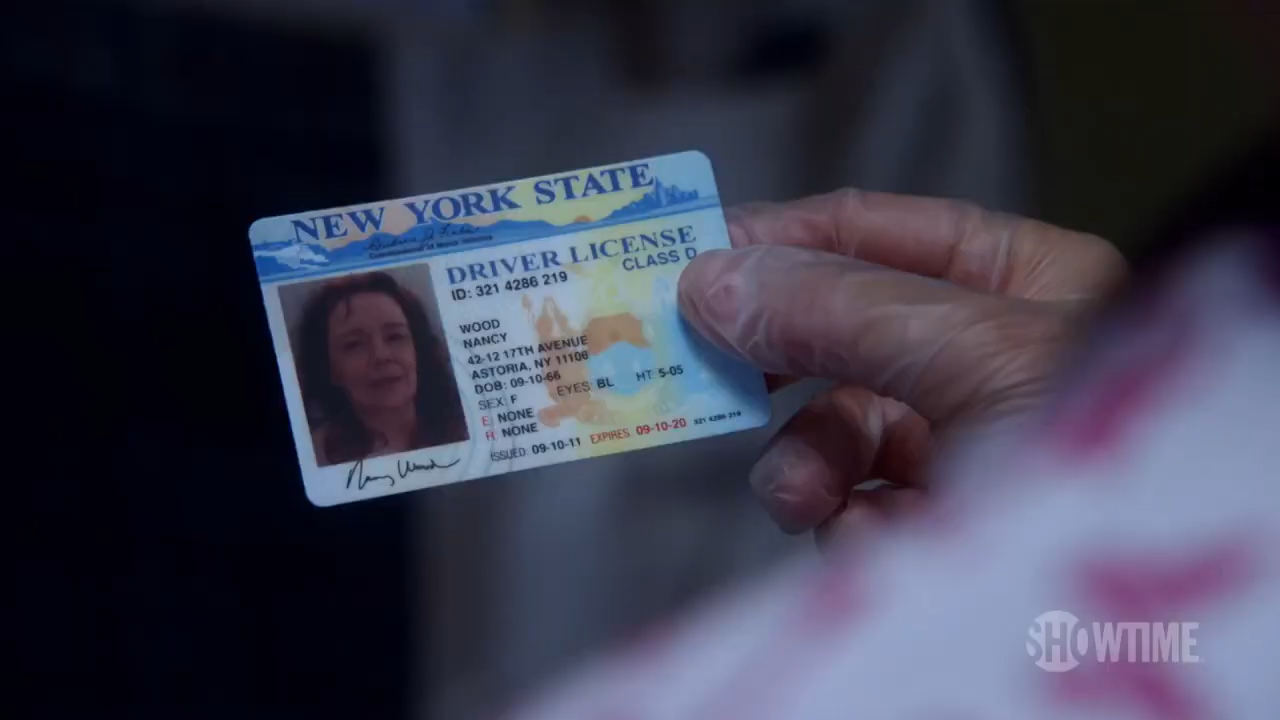 NEW YORK STATE
DRIVER LICENSE
ID: 321 4286 219
CLASS D
WOOD
NANCY
42-12 17TH AVENUE
ASTORIA, NY 11106
DOB: 09-10-66
SEX: F EYES: BL HT: 5-05
E NONE
R NONE
ISSUED: 09-10-11 EXPIRES: 09-10-20 321 4286 219
Nancy Wood
SHOWTIME